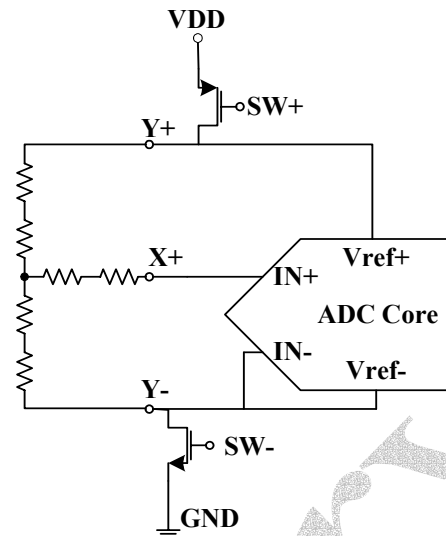 VDD
SW+
Y+
X+
IN+
Vref+
ADC Core
IN-
Vref-
Y-
SW-
GND